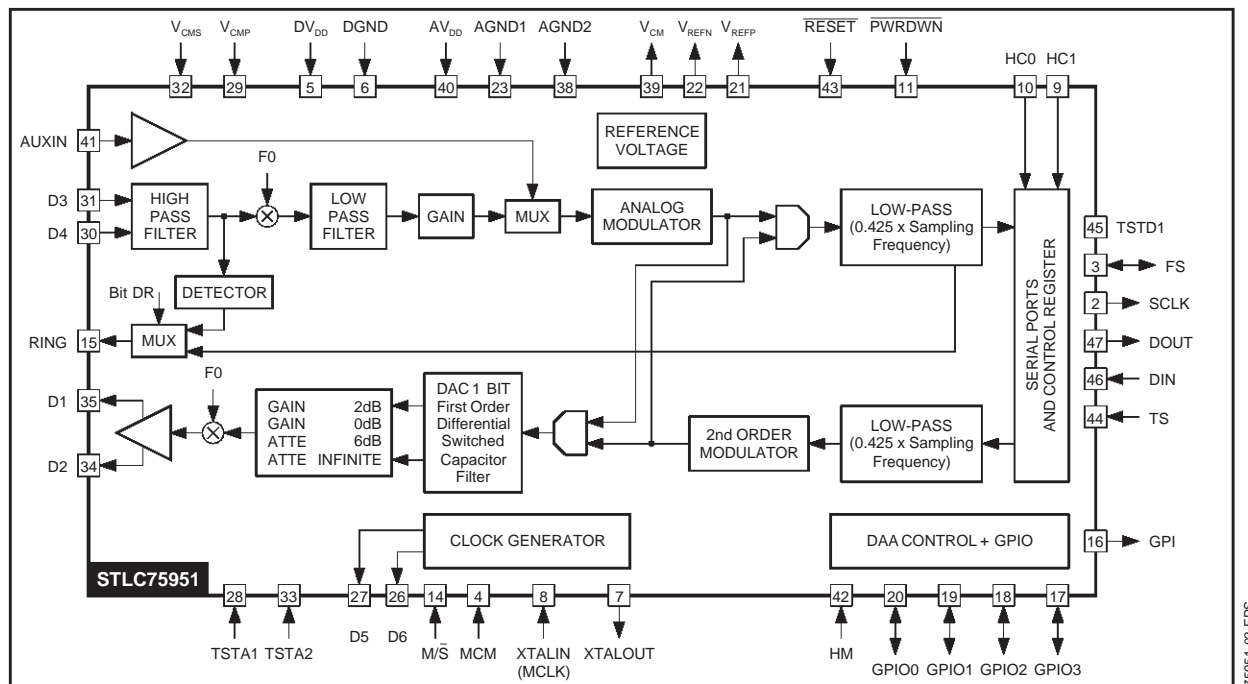 V_CMS V_CMP DV_DD DGND AV_DD AGND1 AGND2 V_CM V_REFN V_REFP RESET PWRDWN
HC0 HC1
32 29 5 6 40 23 38 39 22 21 43 11 10 9
AUXIN 41
REFERENCE
VOLTAGE
F0
D3 31
D4 30
HIGH
PASS
FILTER
LOW
PASS
FILTER
GAIN
MUX
ANALOG
MODULATOR
LOW-PASS
(0.425 x Sampling
Frequency)
SERIAL PORTS
AND CONTROL REGISTER
45 TSTD1
3 FS
2 SCLK
47 DOUT
46 DIN
44 TS
DETECTOR
Bit DR
RING 15
MUX
F0
D1 35
D2 34
GAIN 2dB
GAIN 0dB
ATTE 6dB
ATTE INFINITE
DAC 1 BIT
First Order
Differential
Switched
Capacitor
Filter
2nd ORDER
MODULATOR
LOW-PASS
(0.425 x Sampling
Frequency)
CLOCK GENERATOR
DAA CONTROL + GPIO
16 GPI
STLC75951
28 33 27 26 14 4 8 7 42 20 19 18 17
TSTA1 TSTA2 D5 D6 M/S̅ MCM XTALIN
(MCLK)
XTALOUT HM GPIO0 GPIO1 GPIO2 GPIO3